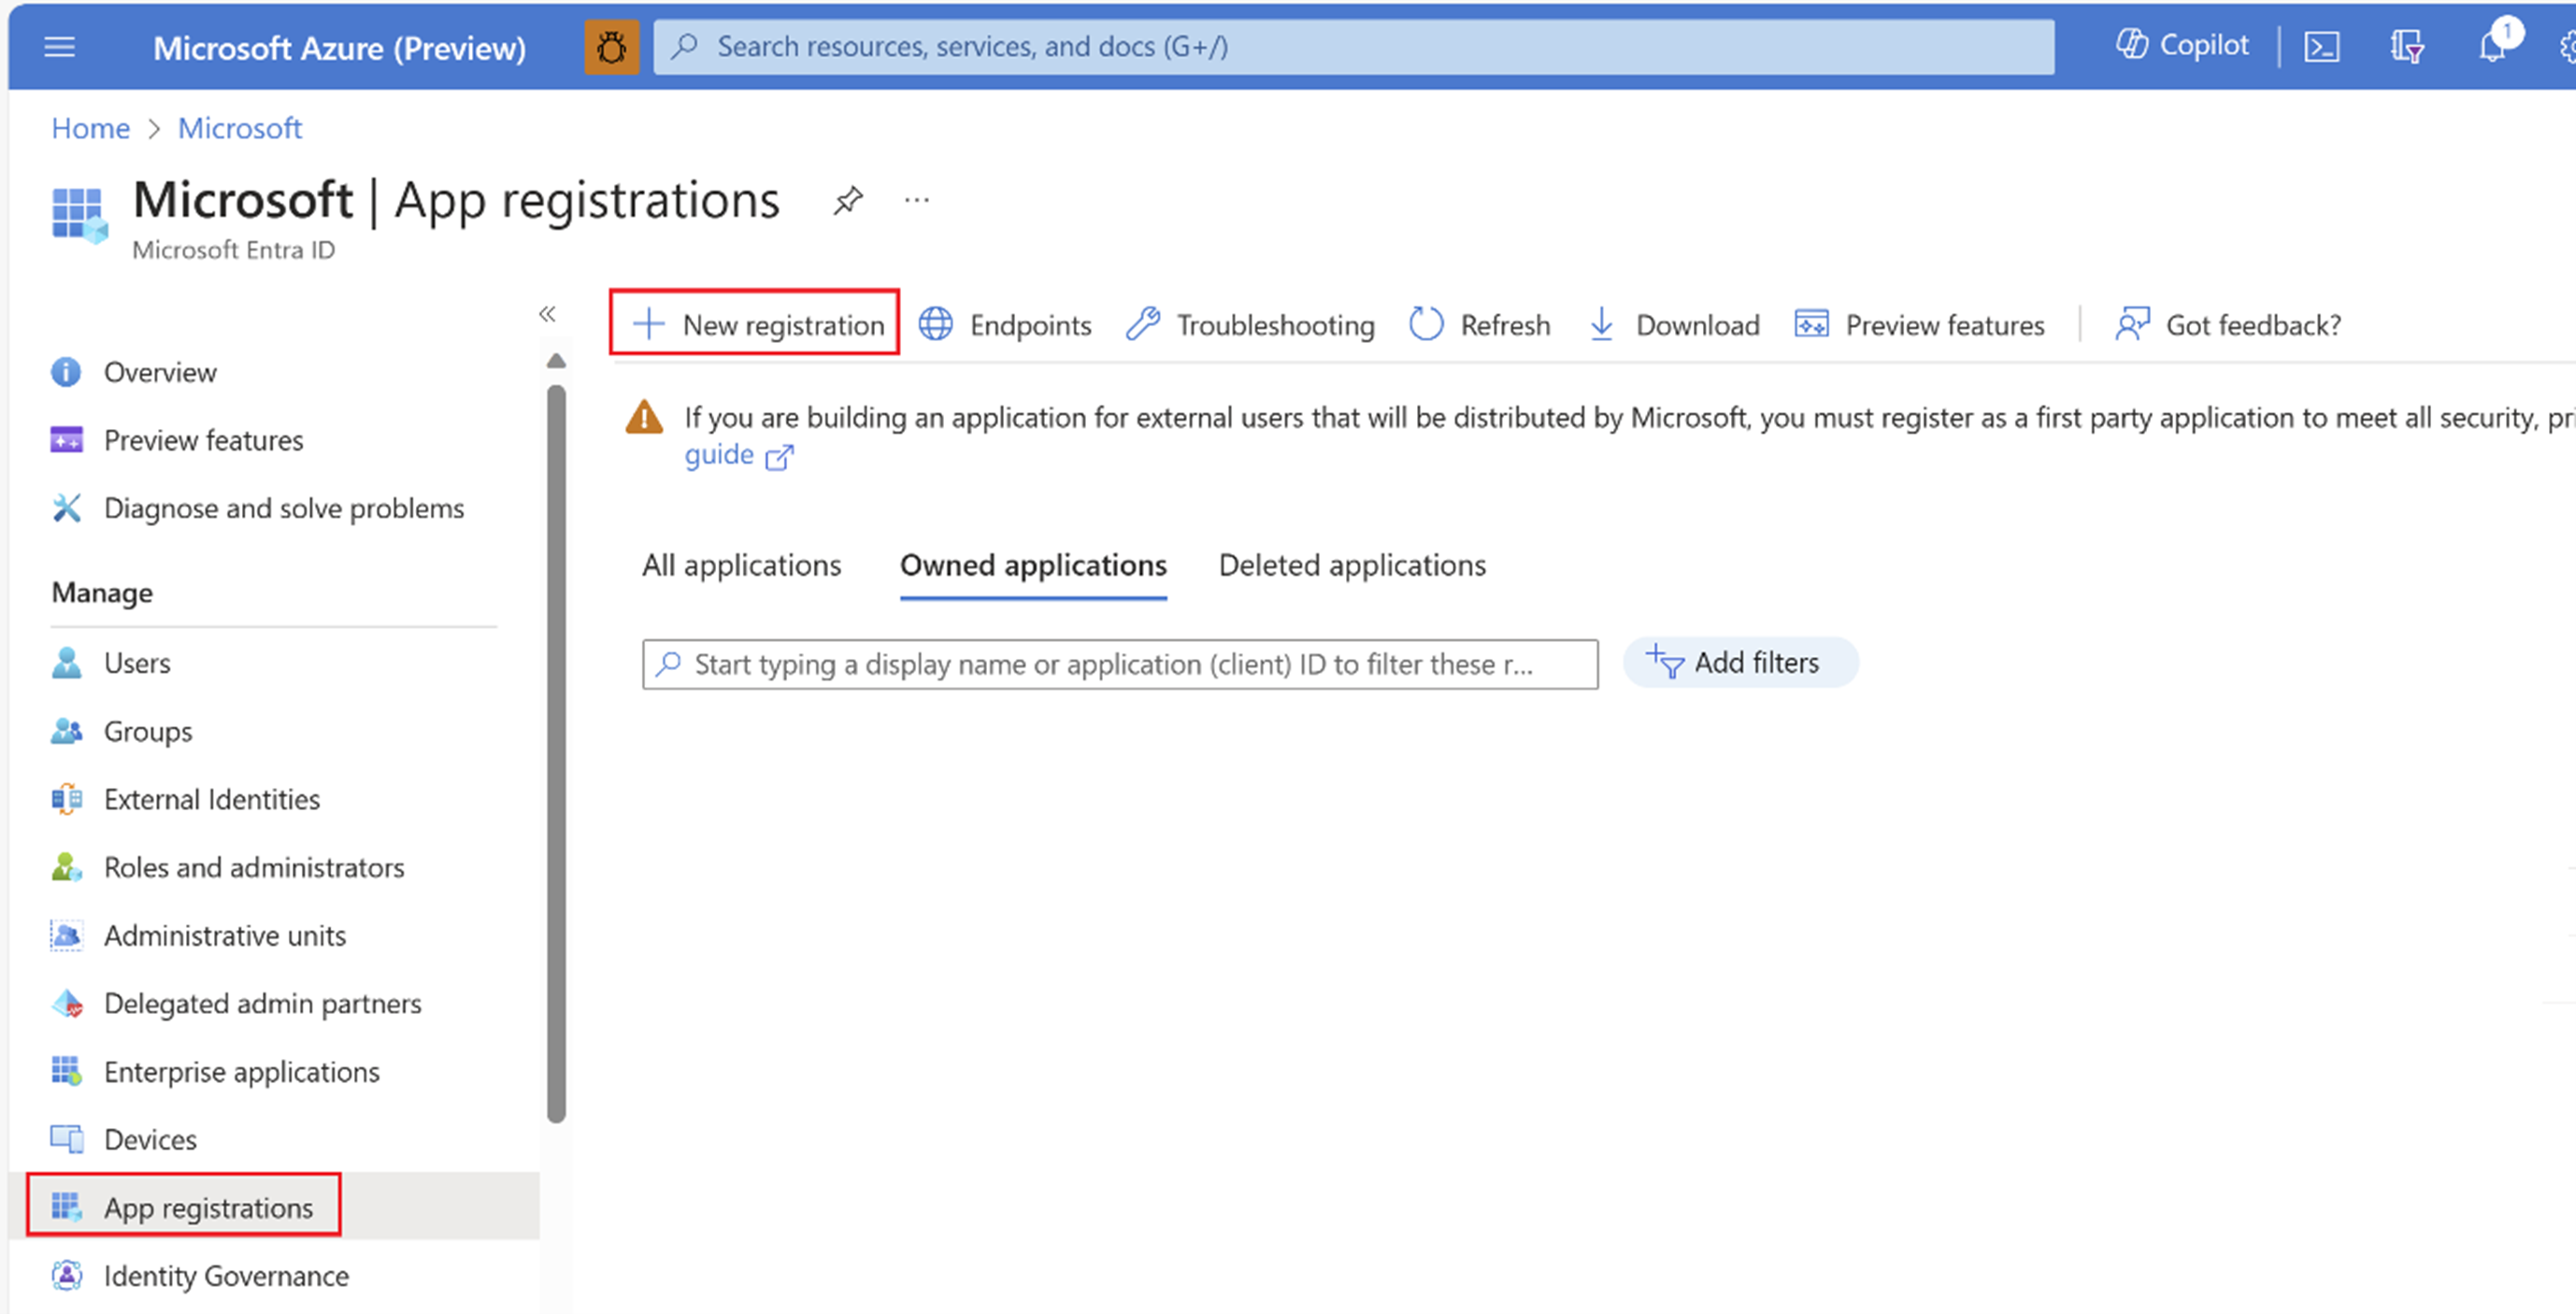 Microsoft Azure (Preview)
Search resources, services, and docs (G+/)
Copilot
1
Home > Microsoft
Microsoft | App registrations
...
Microsoft Entra ID
«
New registration
Endpoints
Troubleshooting
Refresh
Download
Preview features
Got feedback?
If you are building an application for external users that will be distributed by Microsoft, you must register as a first party application to meet all security,
guide
All applications
Owned applications
Deleted applications
Start typing a display name or application (client) ID to filter these r...
Add filters
Overview
Preview features
Diagnose and solve problems
Manage
Users
Groups
External Identities
Roles and administrators
Administrative units
Delegated admin partners
Enterprise applications
Devices
App registrations
Identity Governance